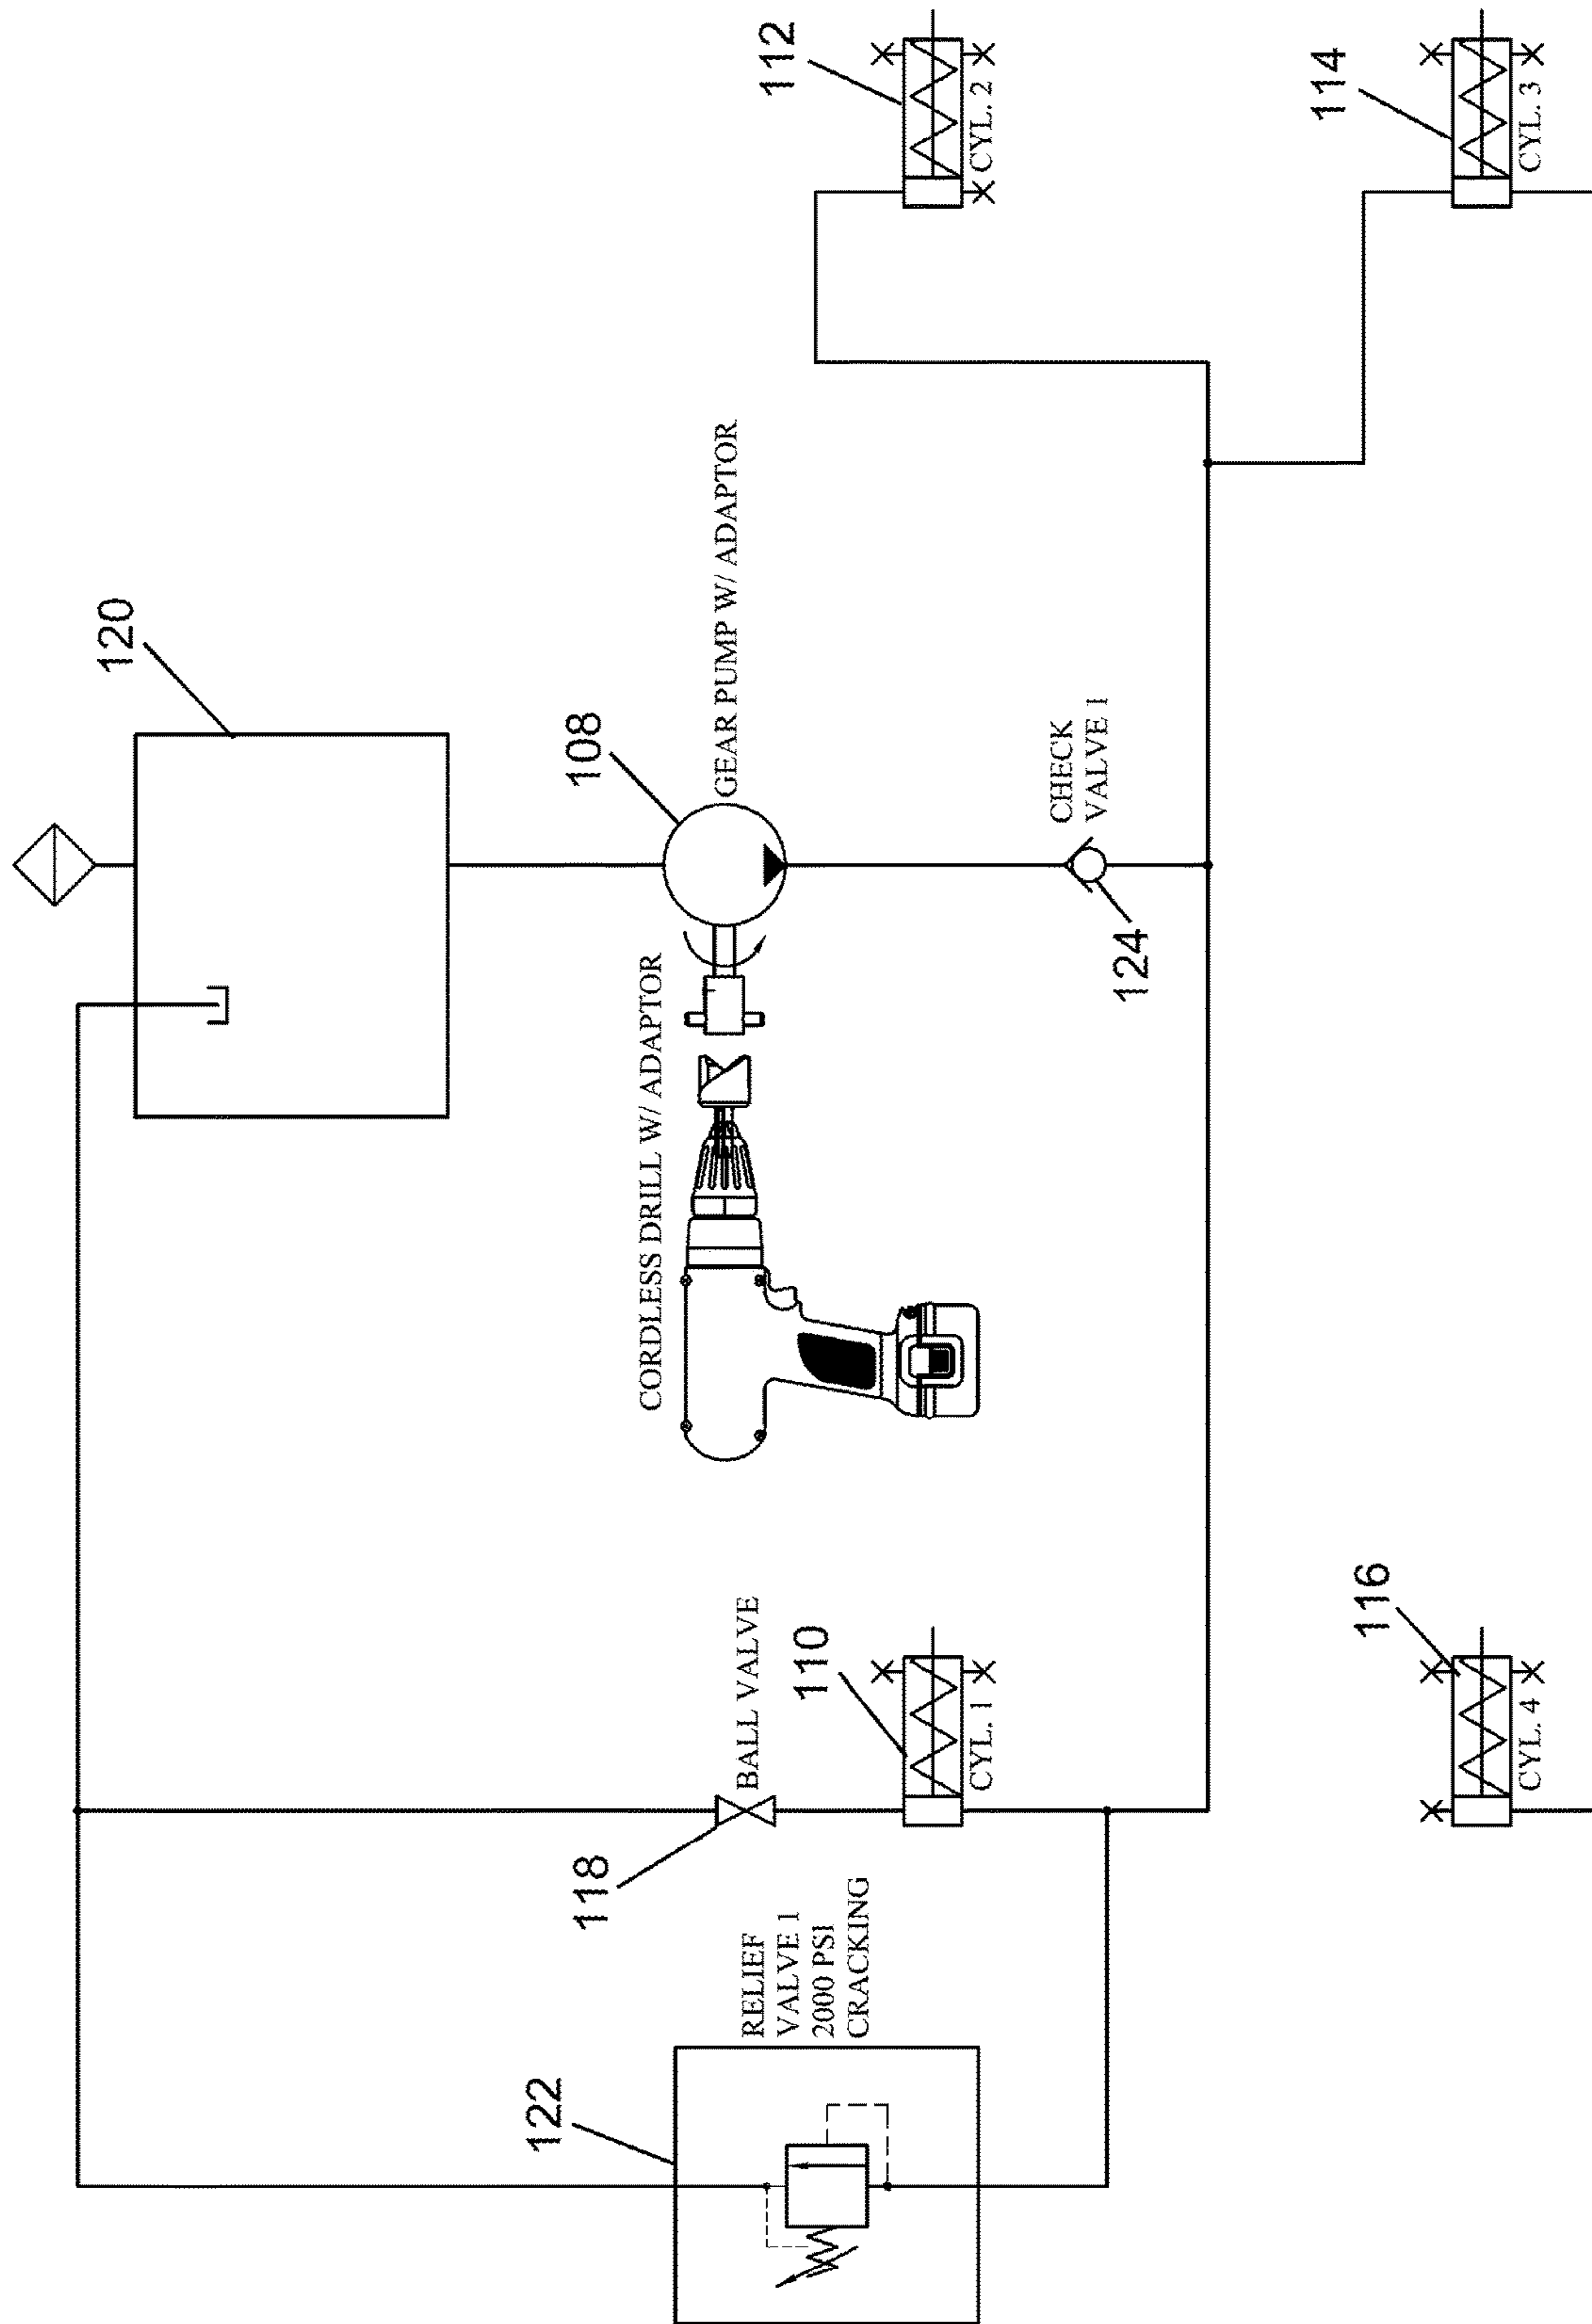 120
112
114
108
GEAR PUMP W/ ADAPTOR
CYL. 2
CYL. 3
CORDLESS DRILL W/ ADAPTOR
CHECK
VALVE 1
124
118
BALL VALVE
110
CYL. 1
116
CYL. 4
122
RELIEF
VALVE 1
2000 PSI
CRACKING